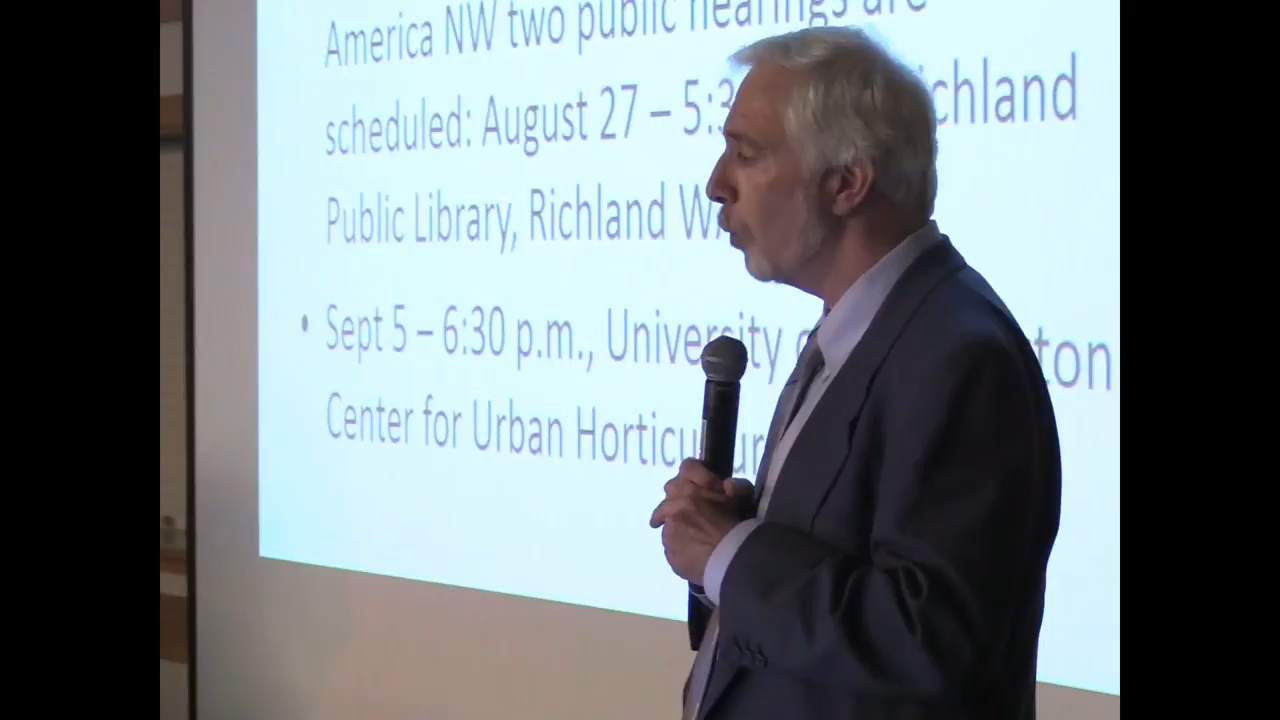 America NW two public hearings are
scheduled: August 27 – 5:3 chland
Public Library, Richland W
• Sept 5 – 6:30 p.m., University ton
Center for Urban Horticu ur